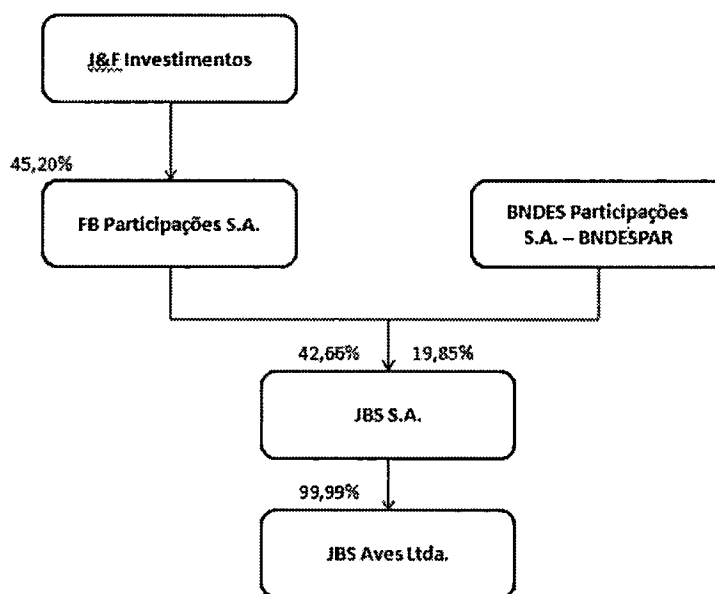 J&F Investimentos
45,20%
FB Participações S.A.
BNDES Participações
S.A. – BNDESPAR
42,66%
19,85%
JBS S.A.
99,99%
JBS Aves Ltda.